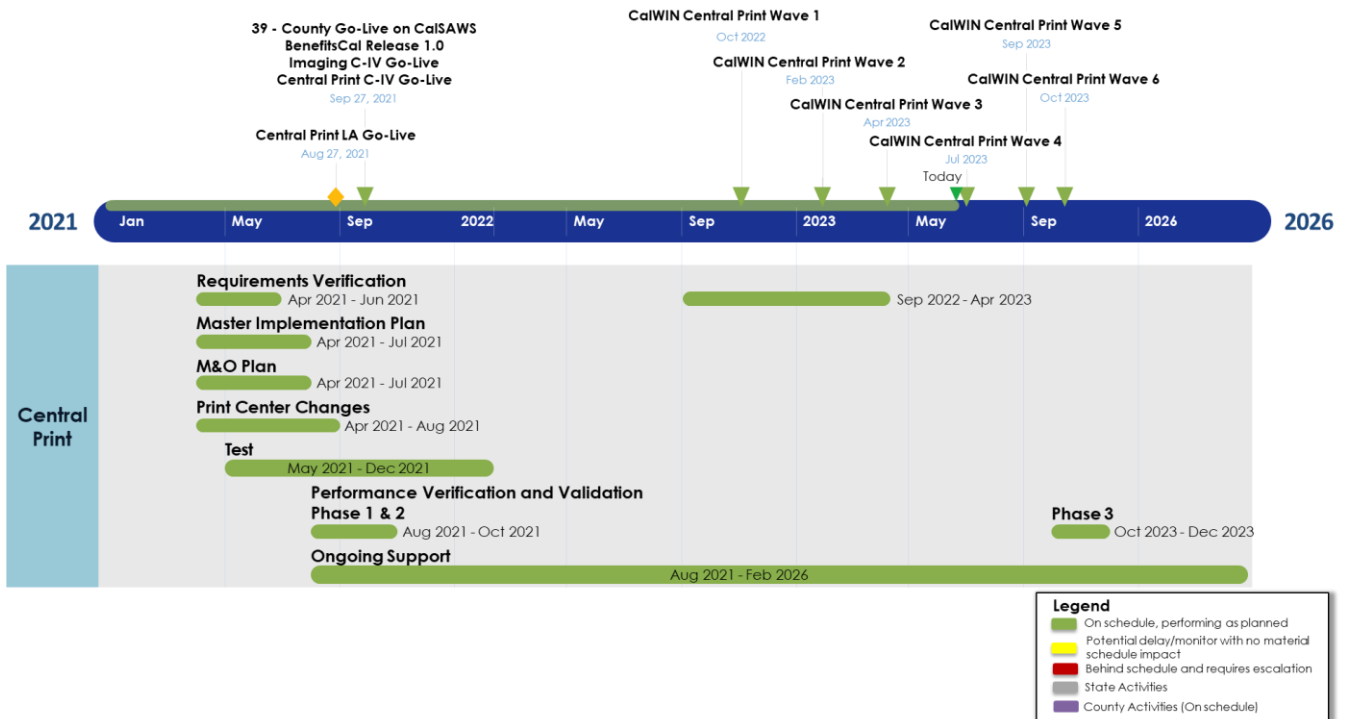 39 - County Go-Live on CalSAWS
BenefitsCal Release 1.0
Imaging C-IV Go-Live
Central Print C-IV Go-Live
Sep 27, 2021
Central Print LA Go-Live
Aug 27, 2021
CalWIN Central Print Wave 1
Oct 2022
CalWIN Central Print Wave 2
Feb 2023
CalWIN Central Print Wave 3
Apr 2023
CalWIN Central Print Wave 4
Jul 2023
CalWIN Central Print Wave 5
Sep 2023
CalWIN Central Print Wave 6
Oct 2023
Today
2021 Jan May Sep 2022 May Sep 2023 May Sep 2026 2026
Central
Print
Requirements Verification
Apr 2021 - Jun 2021 Sep 2022 - Apr 2023
Master Implementation Plan
Apr 2021 - Jul 2021
M&O Plan
Apr 2021 - Jul 2021
Print Center Changes
Apr 2021 - Aug 2021
Test
May 2021 - Dec 2021
Performance Verification and Validation
Phase 1 & 2 Phase 3
Aug 2021 - Oct 2021 Oct 2023 - Dec 2023
Ongoing Support
Aug 2021 - Feb 2026
Legend
On schedule, performing as planned
Potential delay/monitor with no material
schedule impact
Behind schedule and requires escalation
State Activities
County Activities (On schedule)